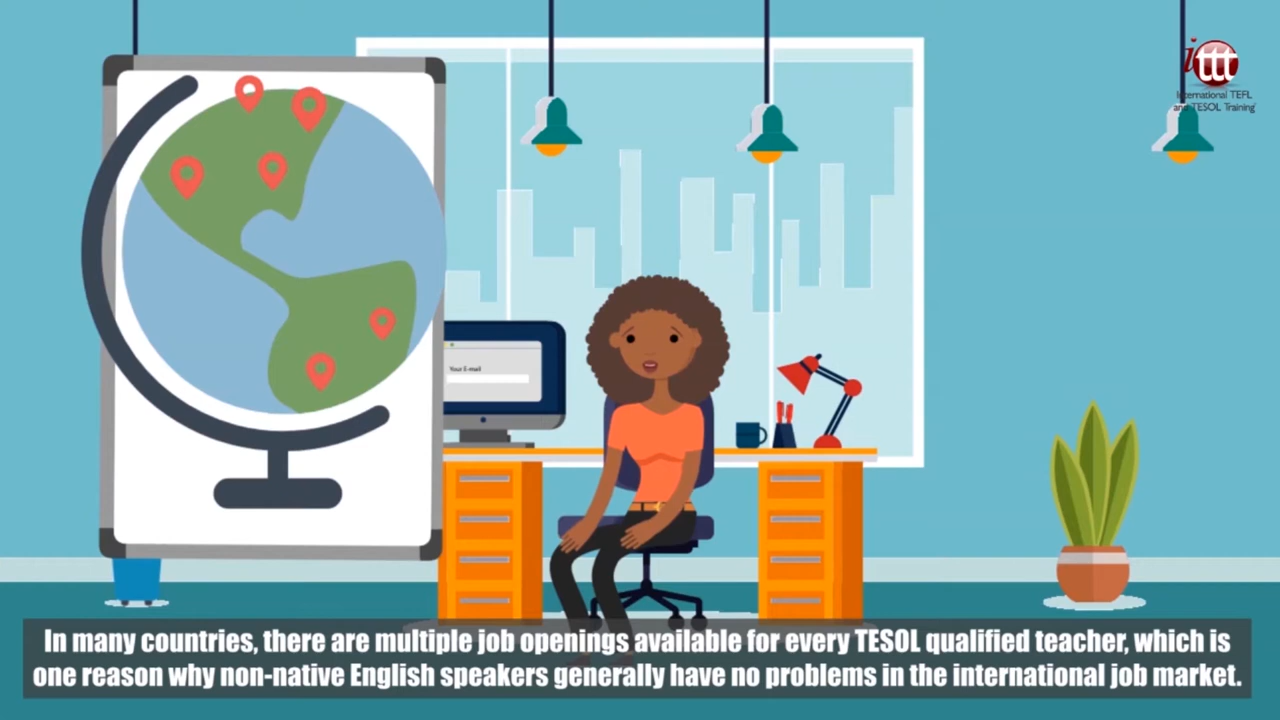 ittt
International TEFL
and TESOL Training
Your E-mail
In many countries, there are multiple job openings available for every TESOL qualified teacher, which is
one reason why non-native English speakers generally have no problems in the international job market.